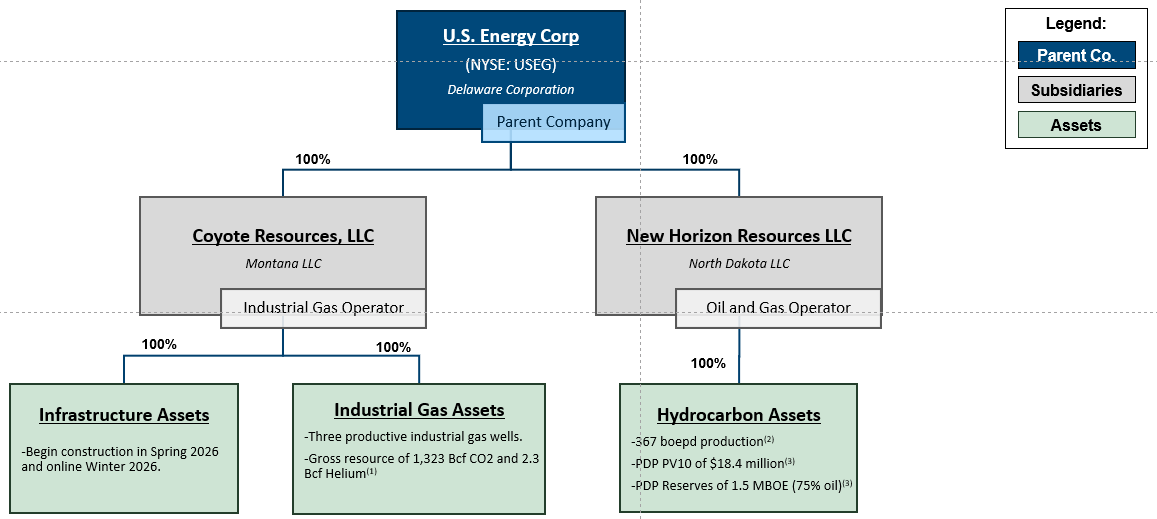 U.S. Energy Corp
(NYSE: USEG)
Delaware Corporation
Parent Company
Legend:
Parent Co.
Subsidiaries
Assets
100%
100%
Coyote Resources, LLC
Montana LLC
Industrial Gas Operator
New Horizon Resources LLC
North Dakota LLC
Oil and Gas Operator
100%
100%
100%
Infrastructure Assets
-Begin construction in Spring 2026
and online Winter 2026.
Industrial Gas Assets
-Three productive industrial gas wells.
-Gross resource of 1,323 Bcf CO2 and 2.3
Bcf Helium(1)
Hydrocarbon Assets
-367 boepd production(2)
-PDP PV10 of $18.4 million(3)
-PDP Reserves of 1.5 MBOE (75% oil)(3)